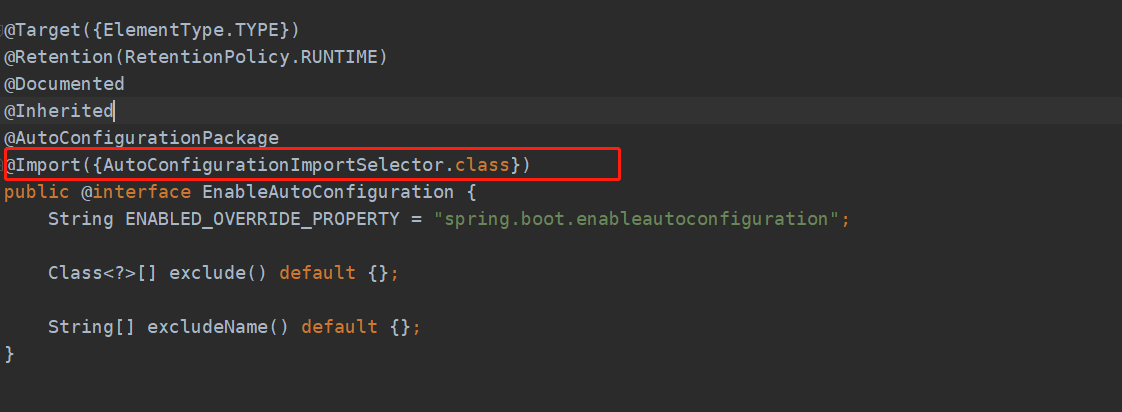 @Target({ElementType.TYPE})
@Retention(RetentionPolicy.RUNTIME)
@Documented
@Inherited
@AutoConfigurationPackage
@Import({AutoConfigurationImportSelector.class})
public @interface EnableAutoConfiguration {
    String ENABLED_OVERRIDE_PROPERTY = "spring.boot.enableautoconfiguration";
    Class<?>[] exclude() default {};
    String[] excludeName() default {};
}